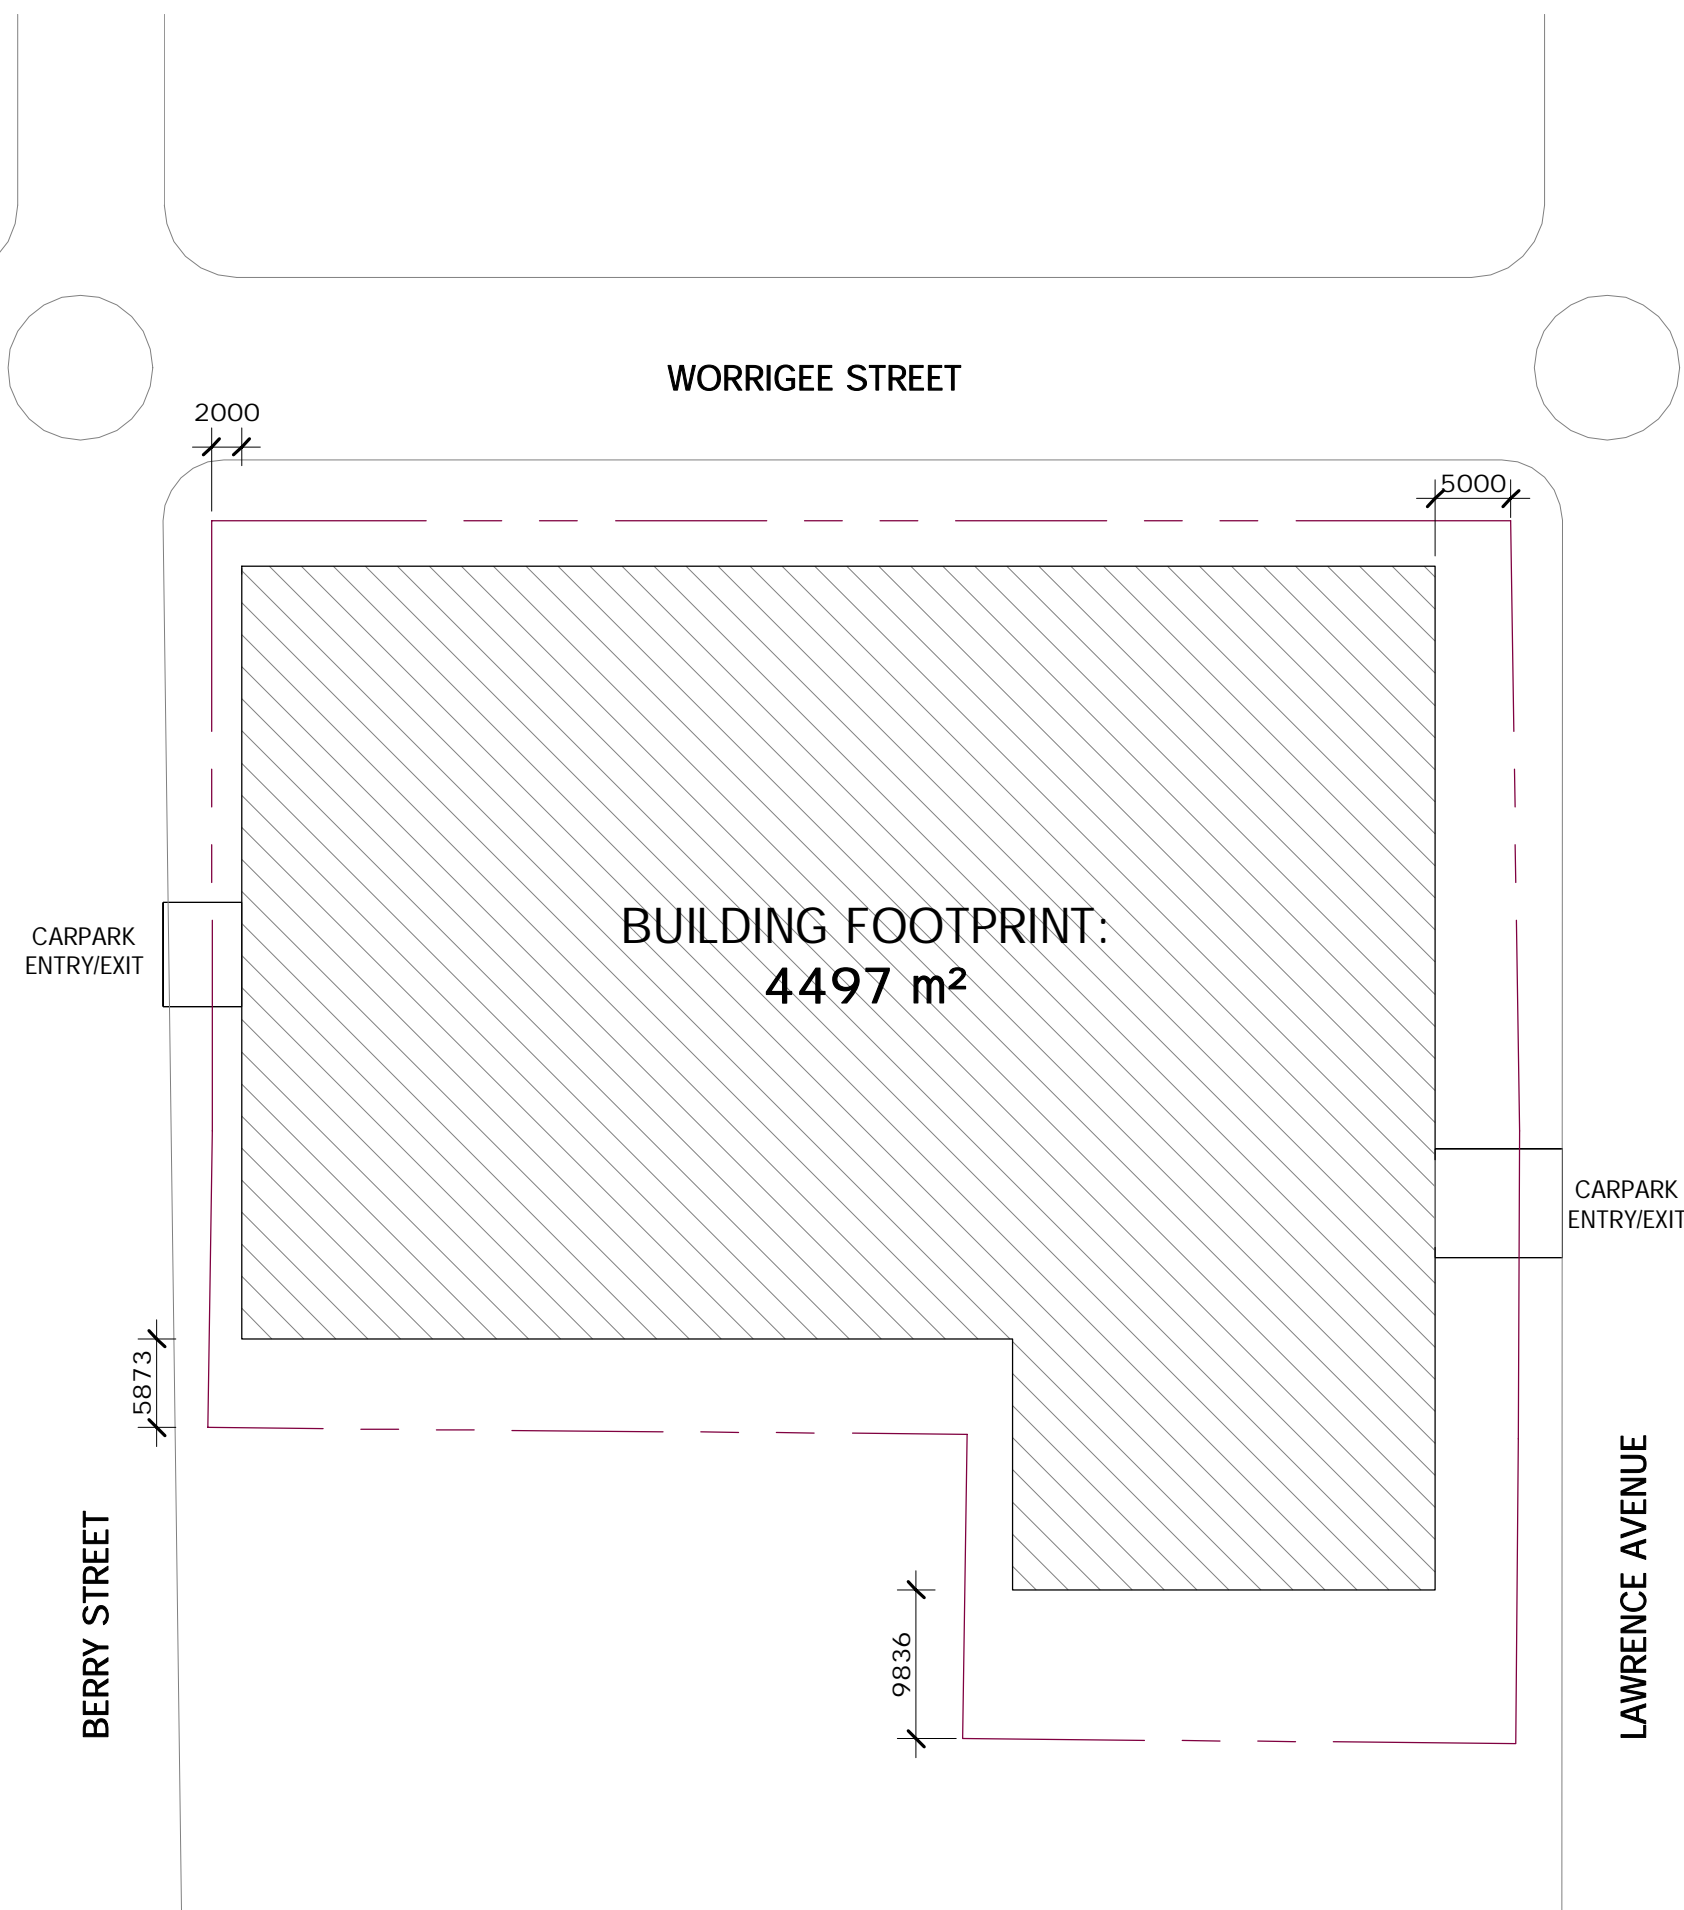 WORRIGEE STREET
2000
5000
BUILDING FOOTPRINT:
4497 m²
CARPARK
ENTRY/EXIT
CARPARK
ENTRY/EXIT
5873
9836
BERRY STREET
LAWRENCE AVENUE